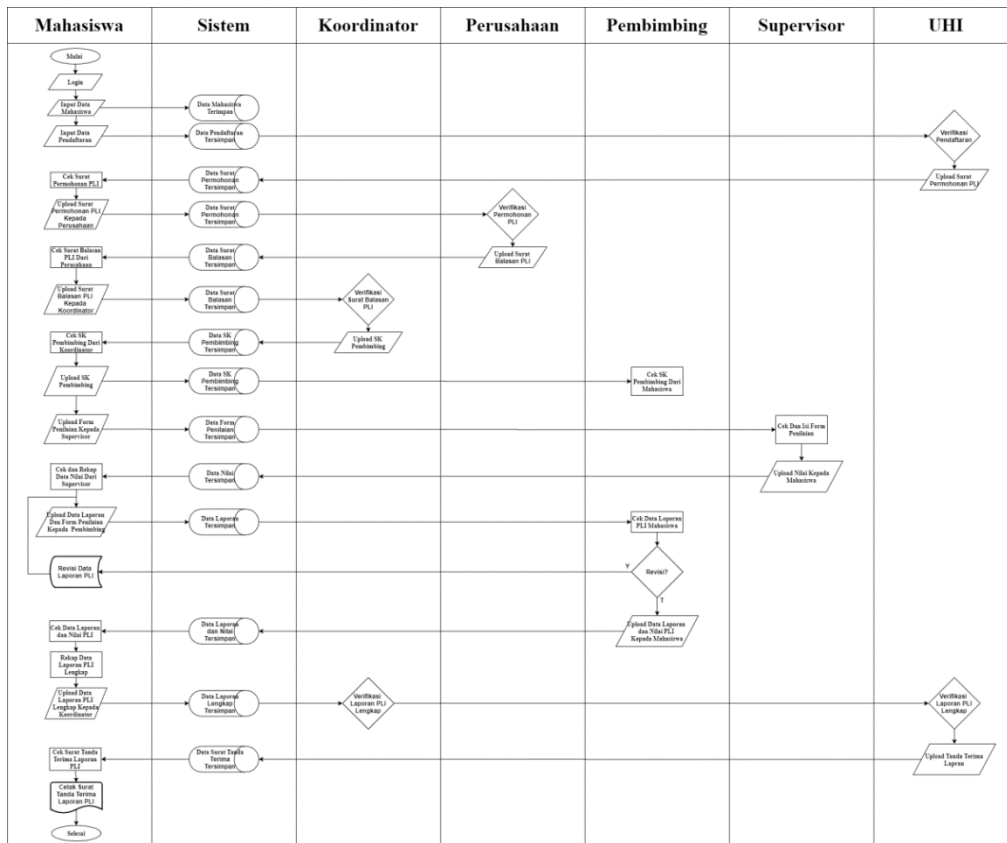 Mahasiswa
Sistem
Koordinator
Perusahaan
Pembimbing
Supervisor
UHI
Mulai
Login
Input Data
Mahasiswa
Data Mahasiswa
Terimpan
Input Data
Pendaftaran
Data Pendaftaran
Tersimpan
Verifikasi
Pendaftaran
Cek Surat
Permohonan PLI
Data Surat
Permohonan
Tersimpan
Upload Surat
Permohonan PLI
Upload Surat
Permohonan PLI
Kepada
Perusahaan
Data Surat
Permohonan
Tersimpan
Verifikasi
Permohonan
PLI
Cek Surat Balasan
PLI Dari
Perusahaan
Data Surat
Balasan
Tersimpan
Upload Surat
Balasan PLI
Upload Surat
Balasan PLI
Kepada
Koordinator
Data Surat
Balasan
Tersimpan
Verifikasi
Surat Balasan
PLI
Cek SK
Pembimbing Dari
Koordinator
Data SK
Pembimbing
Tersimpan
Upload SK
Pembimbing
Upload SK
Pembimbing
Data SK
Pembimbing
Tersimpan
Cek SK
Pembimbing Dari
Mahasiswa
Upload Form
Penilaian Kepada
Supervisor
Data Form
Penilaian
Tersimpan
Cek Dan Isi Form
Penilaian
Cek dan Rekap
Data Nilai Dari
Supervisor
Data Nilai
Tersimpan
Upload Nilai Kepada
Mahasiswa
Upload Data Laporan
Dan Form Penilaian
Kepada Pembimbing
Data Laporan
Tersimpan
Cek Data Laporan
PLI Mahasiswa
Revisi Data
Laporan PLI
Y
Revisi?
T
Cek Data Laporan
dan Nilai PLI
Data Laporan
dan Nilai
Tersimpan
Upload Data Laporan
dan Nilai PLI
Kepada Mahasiswa
Rekap Data
Laporan PLI
Lengkap
Upload Data
Laporan PLI
Lengkap Kepada
Koordinator
Data Laporan
Lengkap
Tersimpan
Verifikasi
Laporan PLI
Lengkap
Verifikasi
Laporan PLI
Lengkap
Cek Surat Tanda
Terima Laporan
PLI
Data Surat Tanda
Terima
Tersimpan
Upload Tanda Terima
Lapran
Cetak Surat
Tanda Terima
Laporan PLI
Selesai